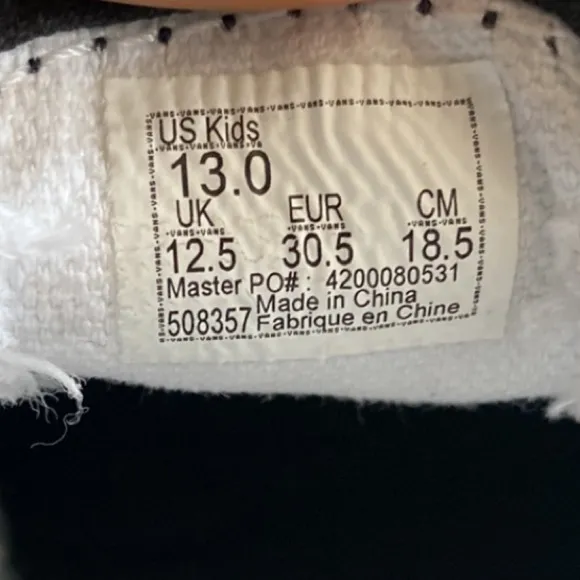 US Kids
13.0
UK EUR CM
12.5 30.5 18.5
Master PO# : 4200080531
Made in China
508357 Fabrique en Chine